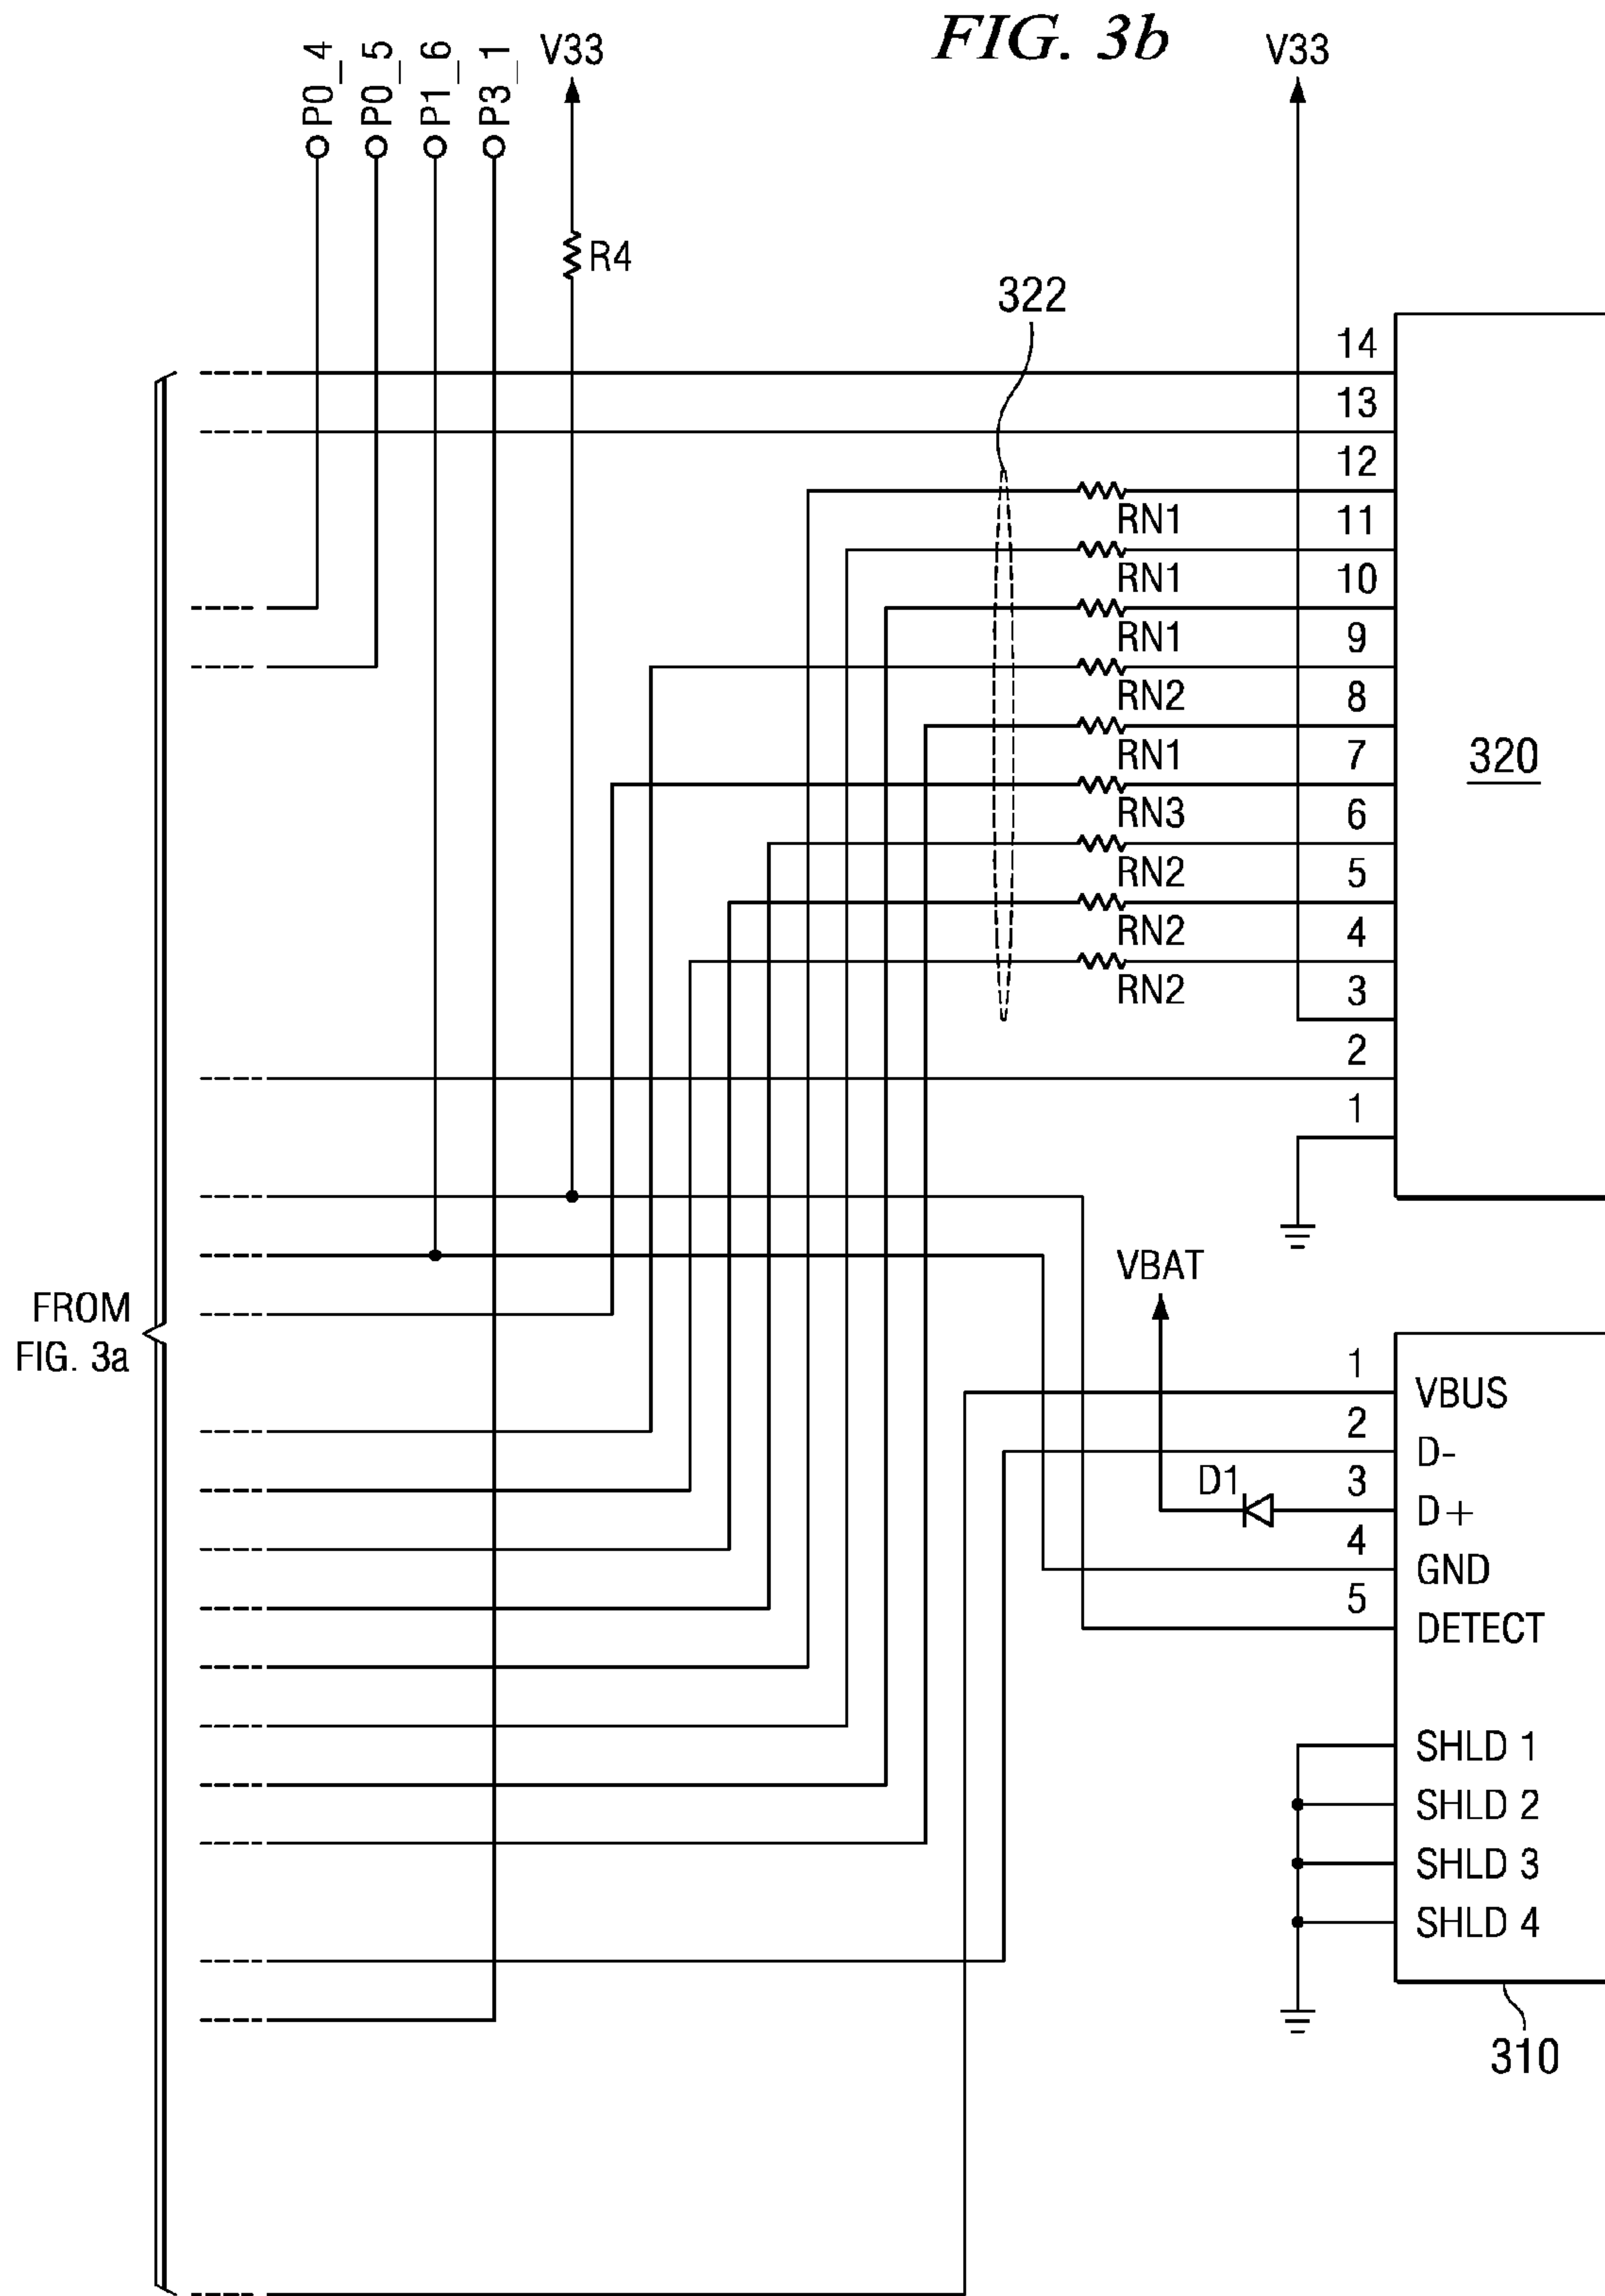 FIG. 3b
P0_4
P0_5
P1_6
P3_1
V33
V33
R4
322
14
13
12
RN1
11
RN1
10
RN1
9
RN2
8
RN1
7
RN3
6
RN2
5
RN2
4
RN2
3
2
1
320
FROM
FIG. 3a
VBAT
D1
1
VBUS
2
D-
3
D+
4
GND
5
DETECT
SHLD 1
SHLD 2
SHLD 3
SHLD 4
310